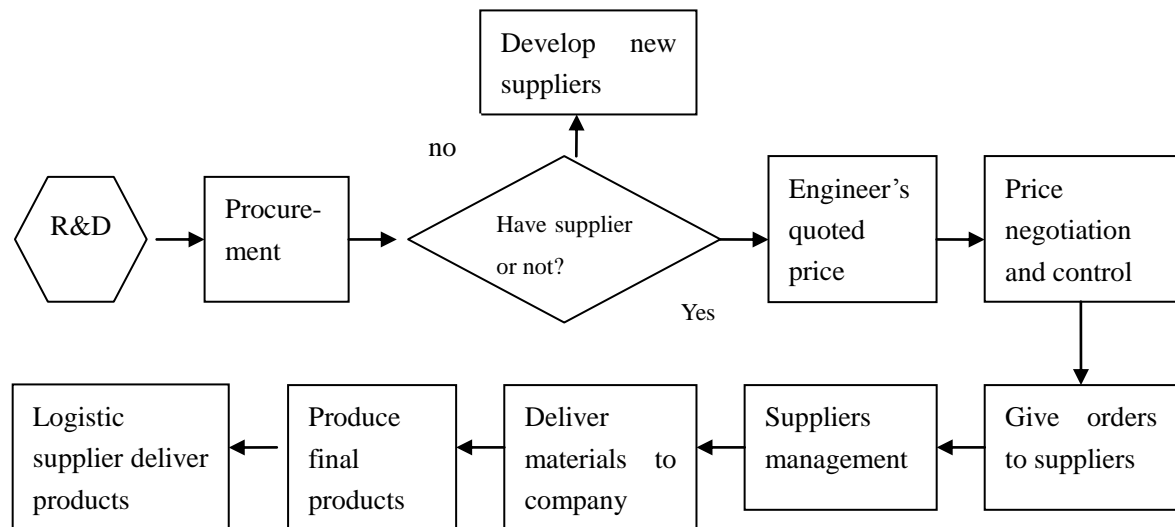 Develop new
suppliers
no
R&D
Procure-
ment
Have supplier
or not?
Yes
Engineer’s
quoted
price
Price
negotiation
and control
Logistic
supplier deliver
products
Produce
final
products
Deliver
materials to
company
Suppliers
management
Give orders
to suppliers